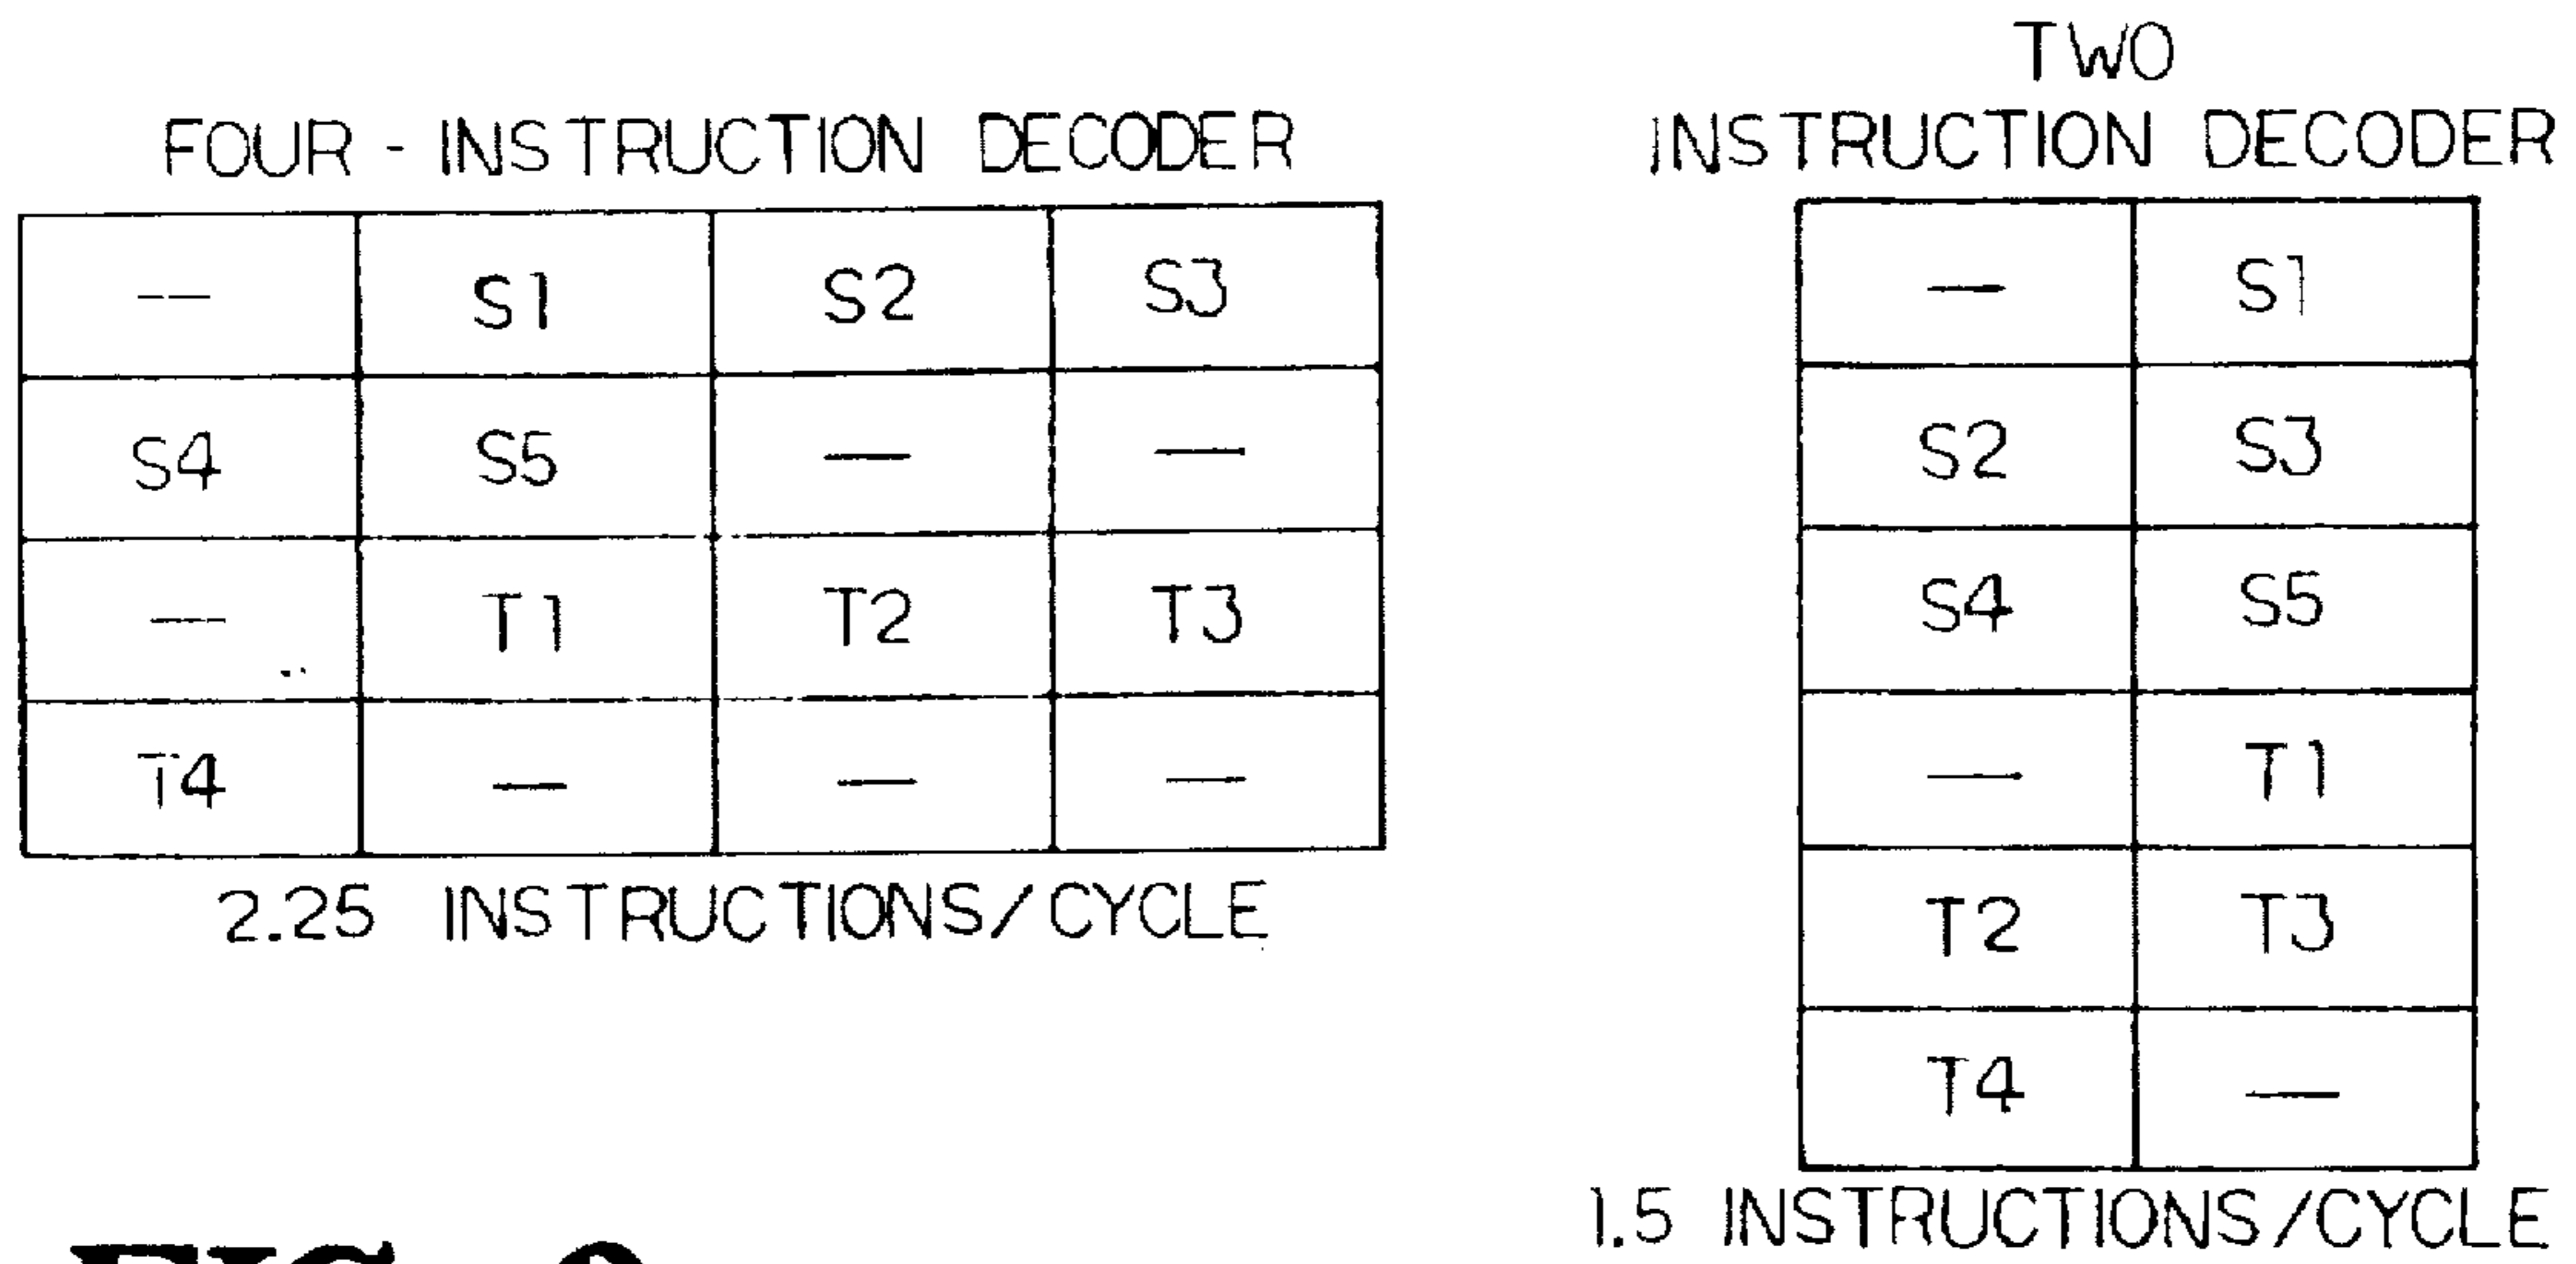 FOUR - INSTRUCTION DECODER
-- S1 S2 S3
S4 S5 — —
-- T1 T2 T3
T4 — — —
2.25 INSTRUCTIONS/CYCLE
TWO
INSTRUCTION DECODER
— S1
S2 S3
S4 S5
— T1
T2 T3
T4 —
1.5 INSTRUCTIONS/CYCLE